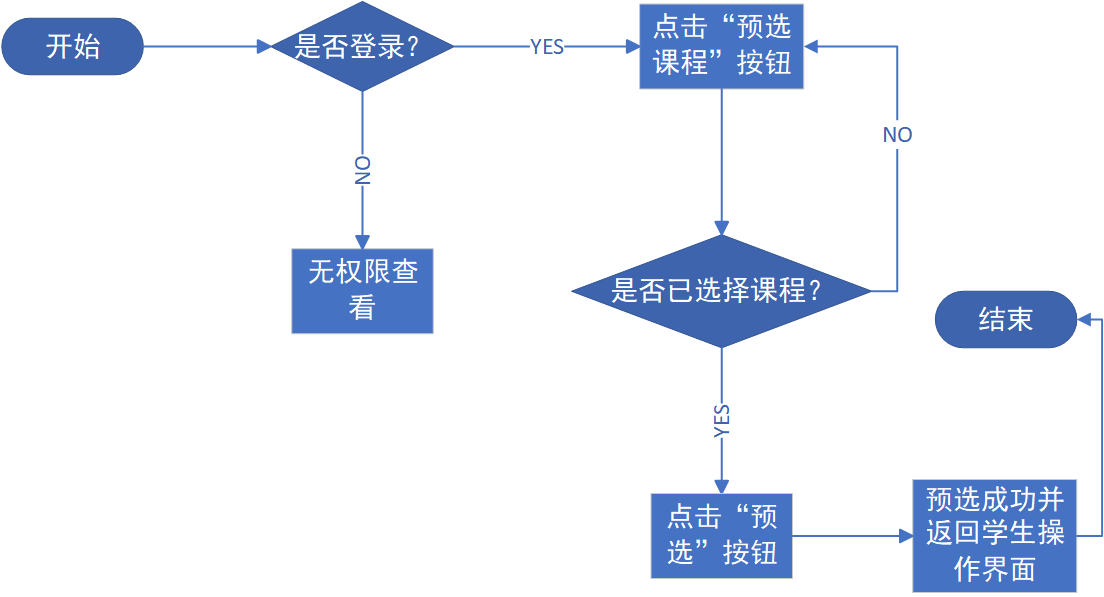 开始
是否登录？
YES
点击“预选
课程”按钮
NO
NO
无权限查
看
是否已选择课程？
结束
YES
点击“预
选”按钮
预选成功并
返回学生操
作界面